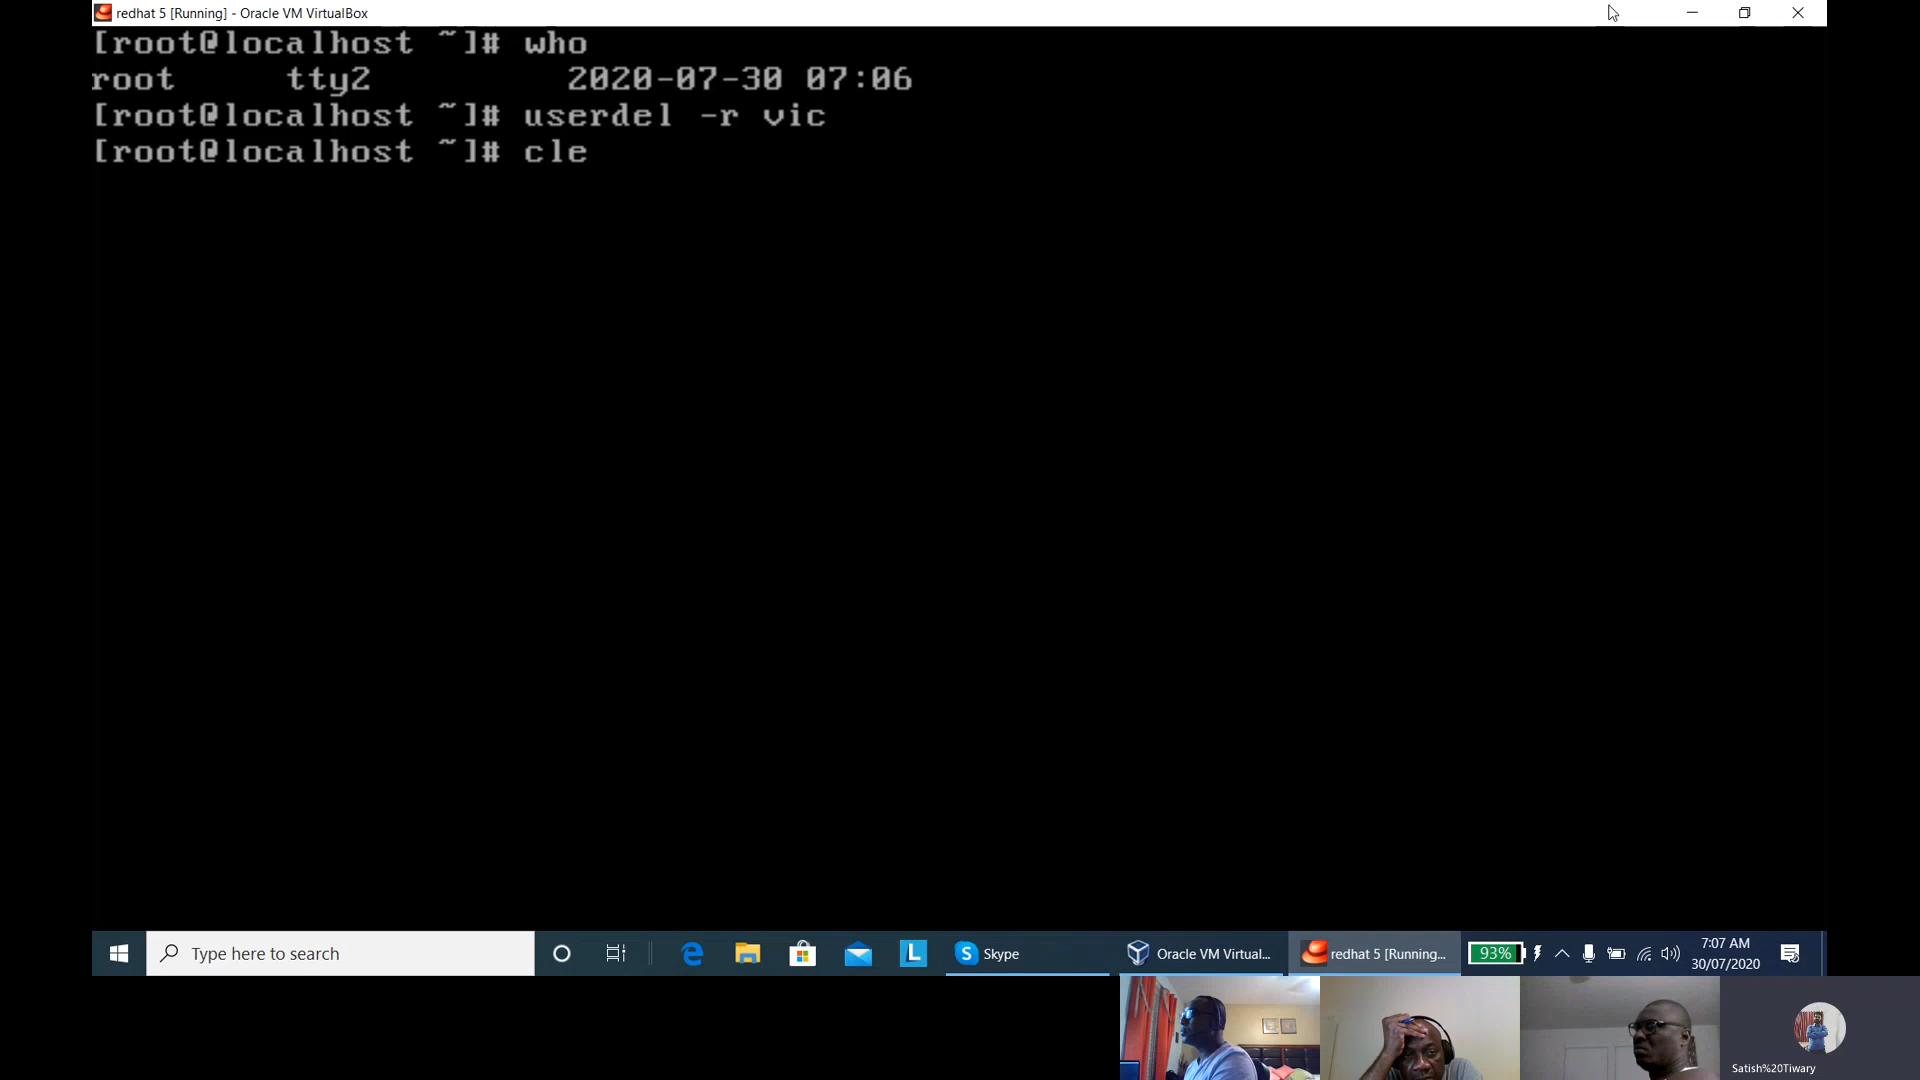 redhat 5 [Running] - Oracle VM VirtualBox
[root@localhost ~]# who
root tty2 2020-07-30 07:06
[root@localhost ~]# userdel -r vic
[root@localhost ~]# cle
Type here to search
Skype
Oracle VM Virtual...
redhat 5 [Running...
93%
7:07 AM
30/07/2020
Satish%20Tiwary